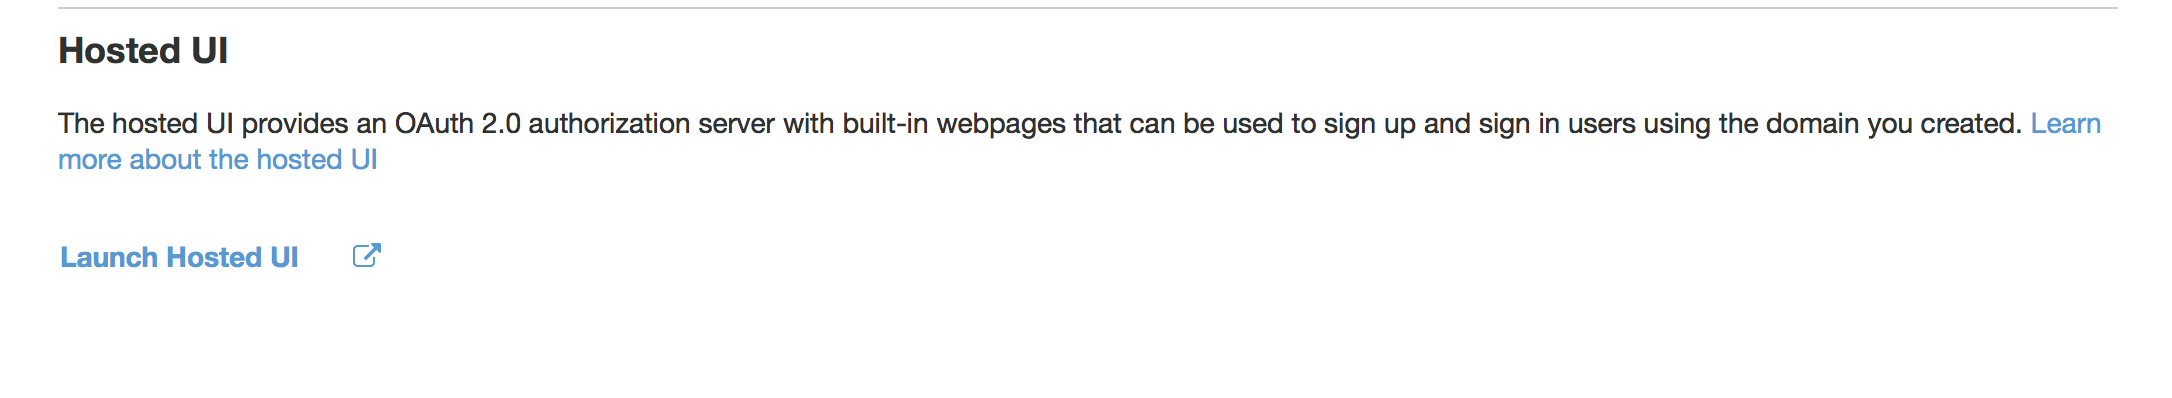 Hosted UI
The hosted UI provides an OAuth 2.0 authorization server with built-in webpages that can be used to sign up and sign in users using the domain you created. Learn
more about the hosted UI
Launch Hosted UI